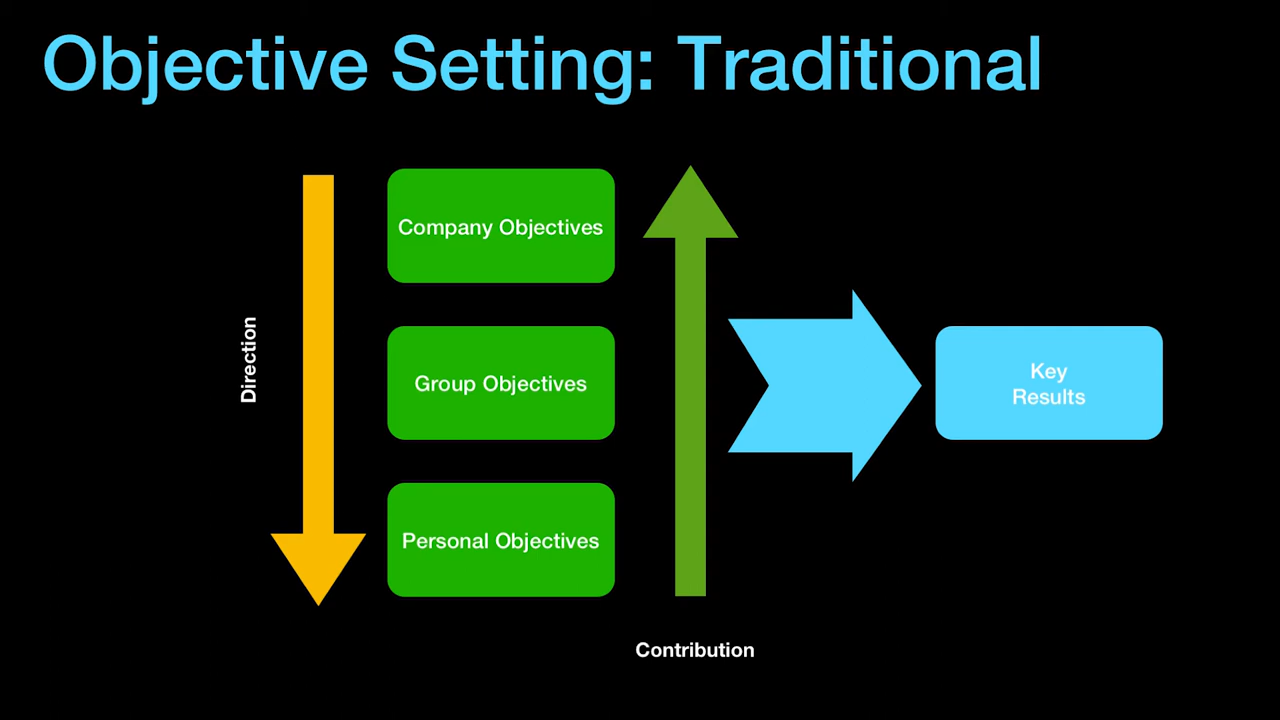 Objective Setting: Traditional
Company Objectives
Direction
Group Objectives
Key
Results
Personal Objectives
Contribution